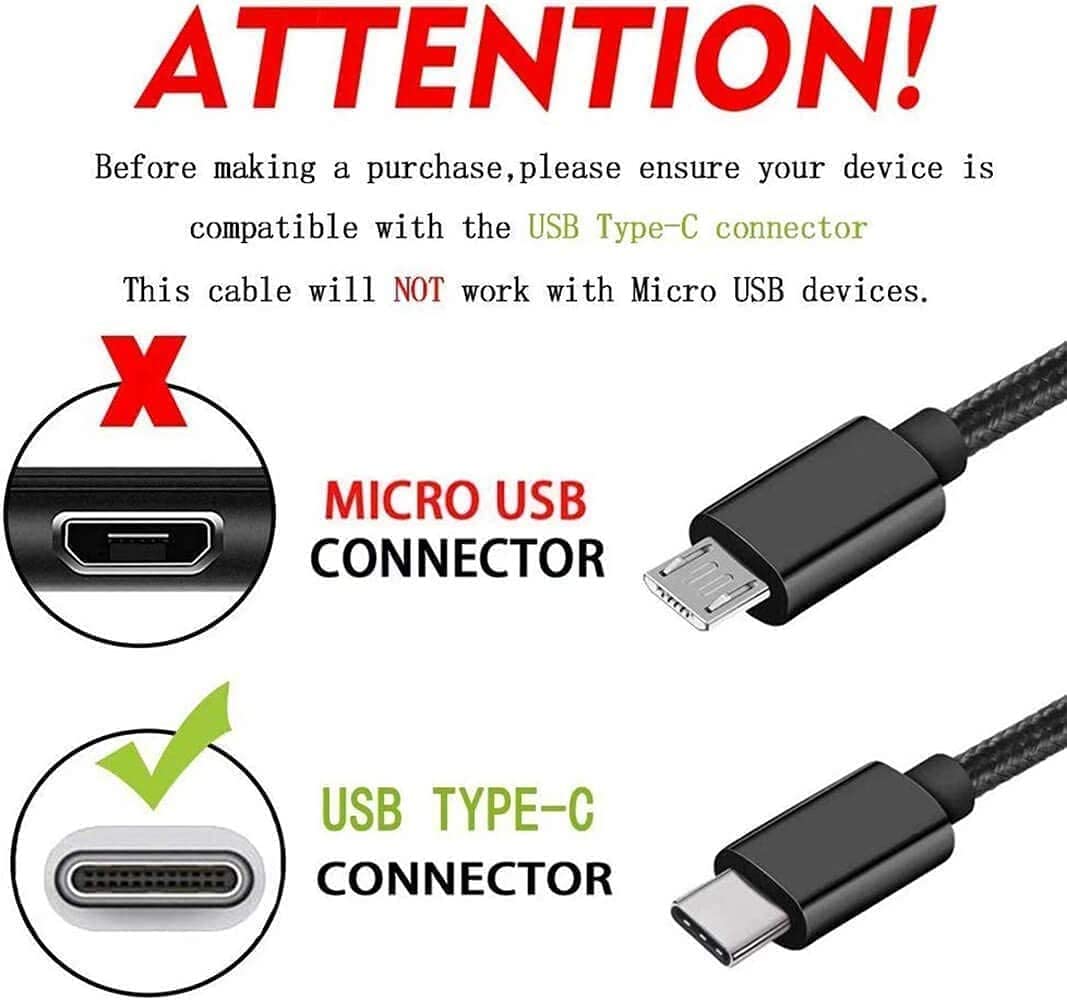 ATTENTION!
Before making a purchase,please ensure your device is
compatible with the USB Type-C connector
This cable will NOT work with Micro USB devices.
X
MICRO USB
CONNECTOR
USB TYPE-C
CONNECTOR